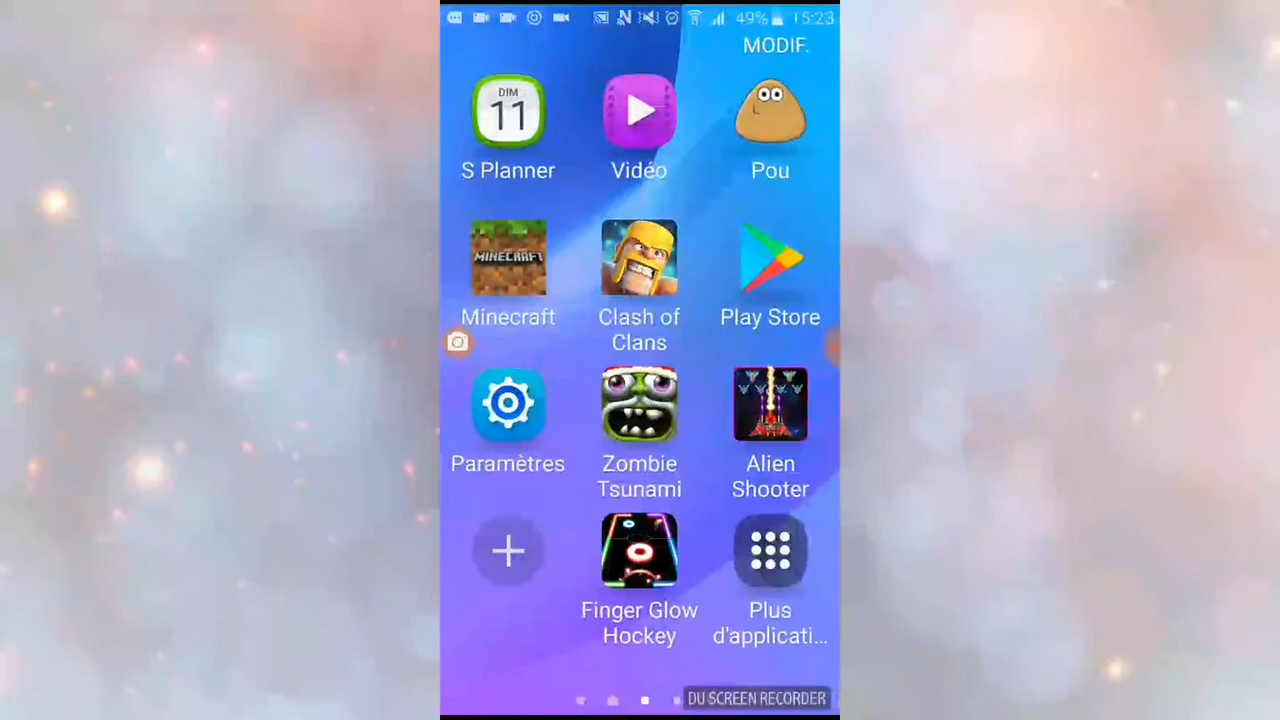 49% 15:23
MODIF.
DIM
11
S Planner
Vidéo
Pou
MINECRAFT
Minecraft
Clash of
Clans
Play Store
Paramètres
Zombie
Tsunami
Alien
Shooter
Finger Glow
Hockey
Plus
d'applicati...
DU SCREEN RECORDER